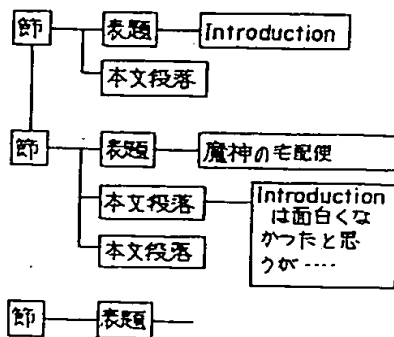 節 表題 Introduction
本文段落
節 表題 魔神の宅配便
本文段落 Introduction
は面白くな
かつたと思
うが‥‥
本文段落
節 表題